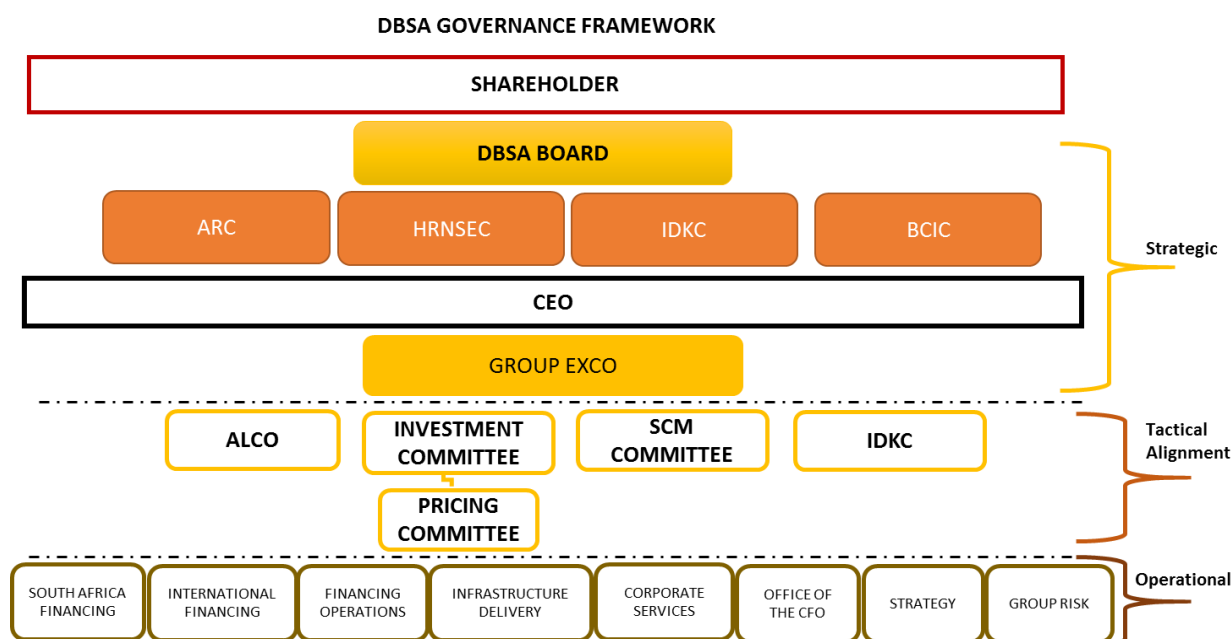 DBSA GOVERNANCE FRAMEWORK
SHAREHOLDER
DBSA BOARD
ARC
HRNSEC
IDKC
BCIC
Strategic
CEO
GROUP EXCO
ALCO
INVESTMENT
COMMITTEE
SCM
COMMITTEE
IDKC
Tactical
Alignment
PRICING
COMMITTEE
Operational
SOUTH AFRICA
FINANCING
INTERNATIONAL
FINANCING
FINANCING
OPERATIONS
INFRASTRUCTURE
DELIVERY
CORPORATE
SERVICES
OFFICE OF
THE CFO
STRATEGY
GROUP RISK